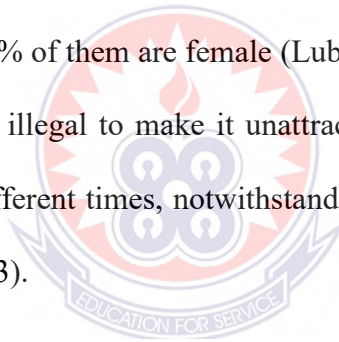 % of them are female (Lub
illegal to make it unattrac
fferent times, notwithstand
3).
EDUCATION FOR SERVICE